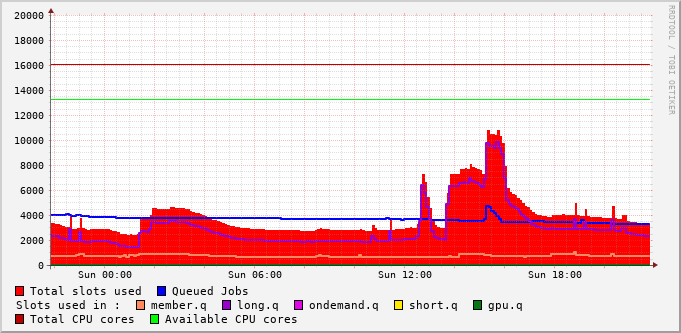 20000
18000
16000
14000
12000
10000
8000
6000
4000
2000
0
Sun 00:00 Sun 06:00 Sun 12:00 Sun 18:00
RRDTOOL / TOBI OETIKER
Total slots used Queued Jobs
Slots used in : member.q long.q ondemand.q short.q gpu.q
Total CPU cores Available CPU cores